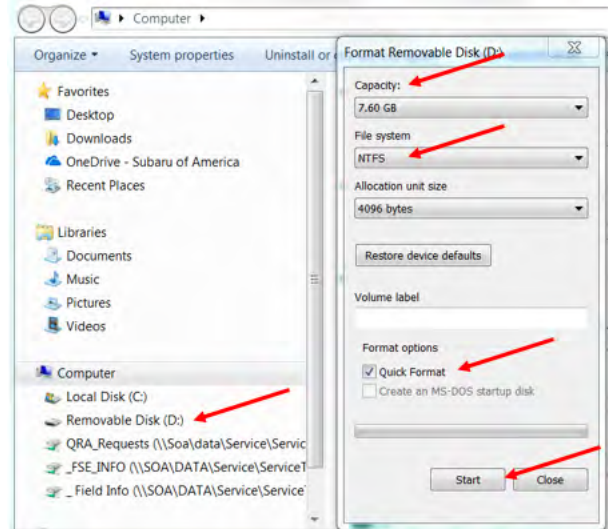 Computer
Organize
System properties
Uninstall or
Favorites
Desktop
Downloads
OneDrive - Subaru of America
Recent Places
Libraries
Documents
Music
Pictures
Videos
Computer
Local Disk (C:)
Removable Disk (D:)
QRA_Requests (\\Soa\data\Service\Servic
_FSE_INFO (\\SOA\DATA\Service\ServiceT
_ Field Info (\\SOA\DATA\Service\Service
Format Removable Disk (D:)
Capacity:
7.60 GB
File system
NTFS
Allocation unit size
4096 bytes
Restore device defaults
Volume label
Format options
Quick Format
Create an MS-DOS startup disk
Start
Close